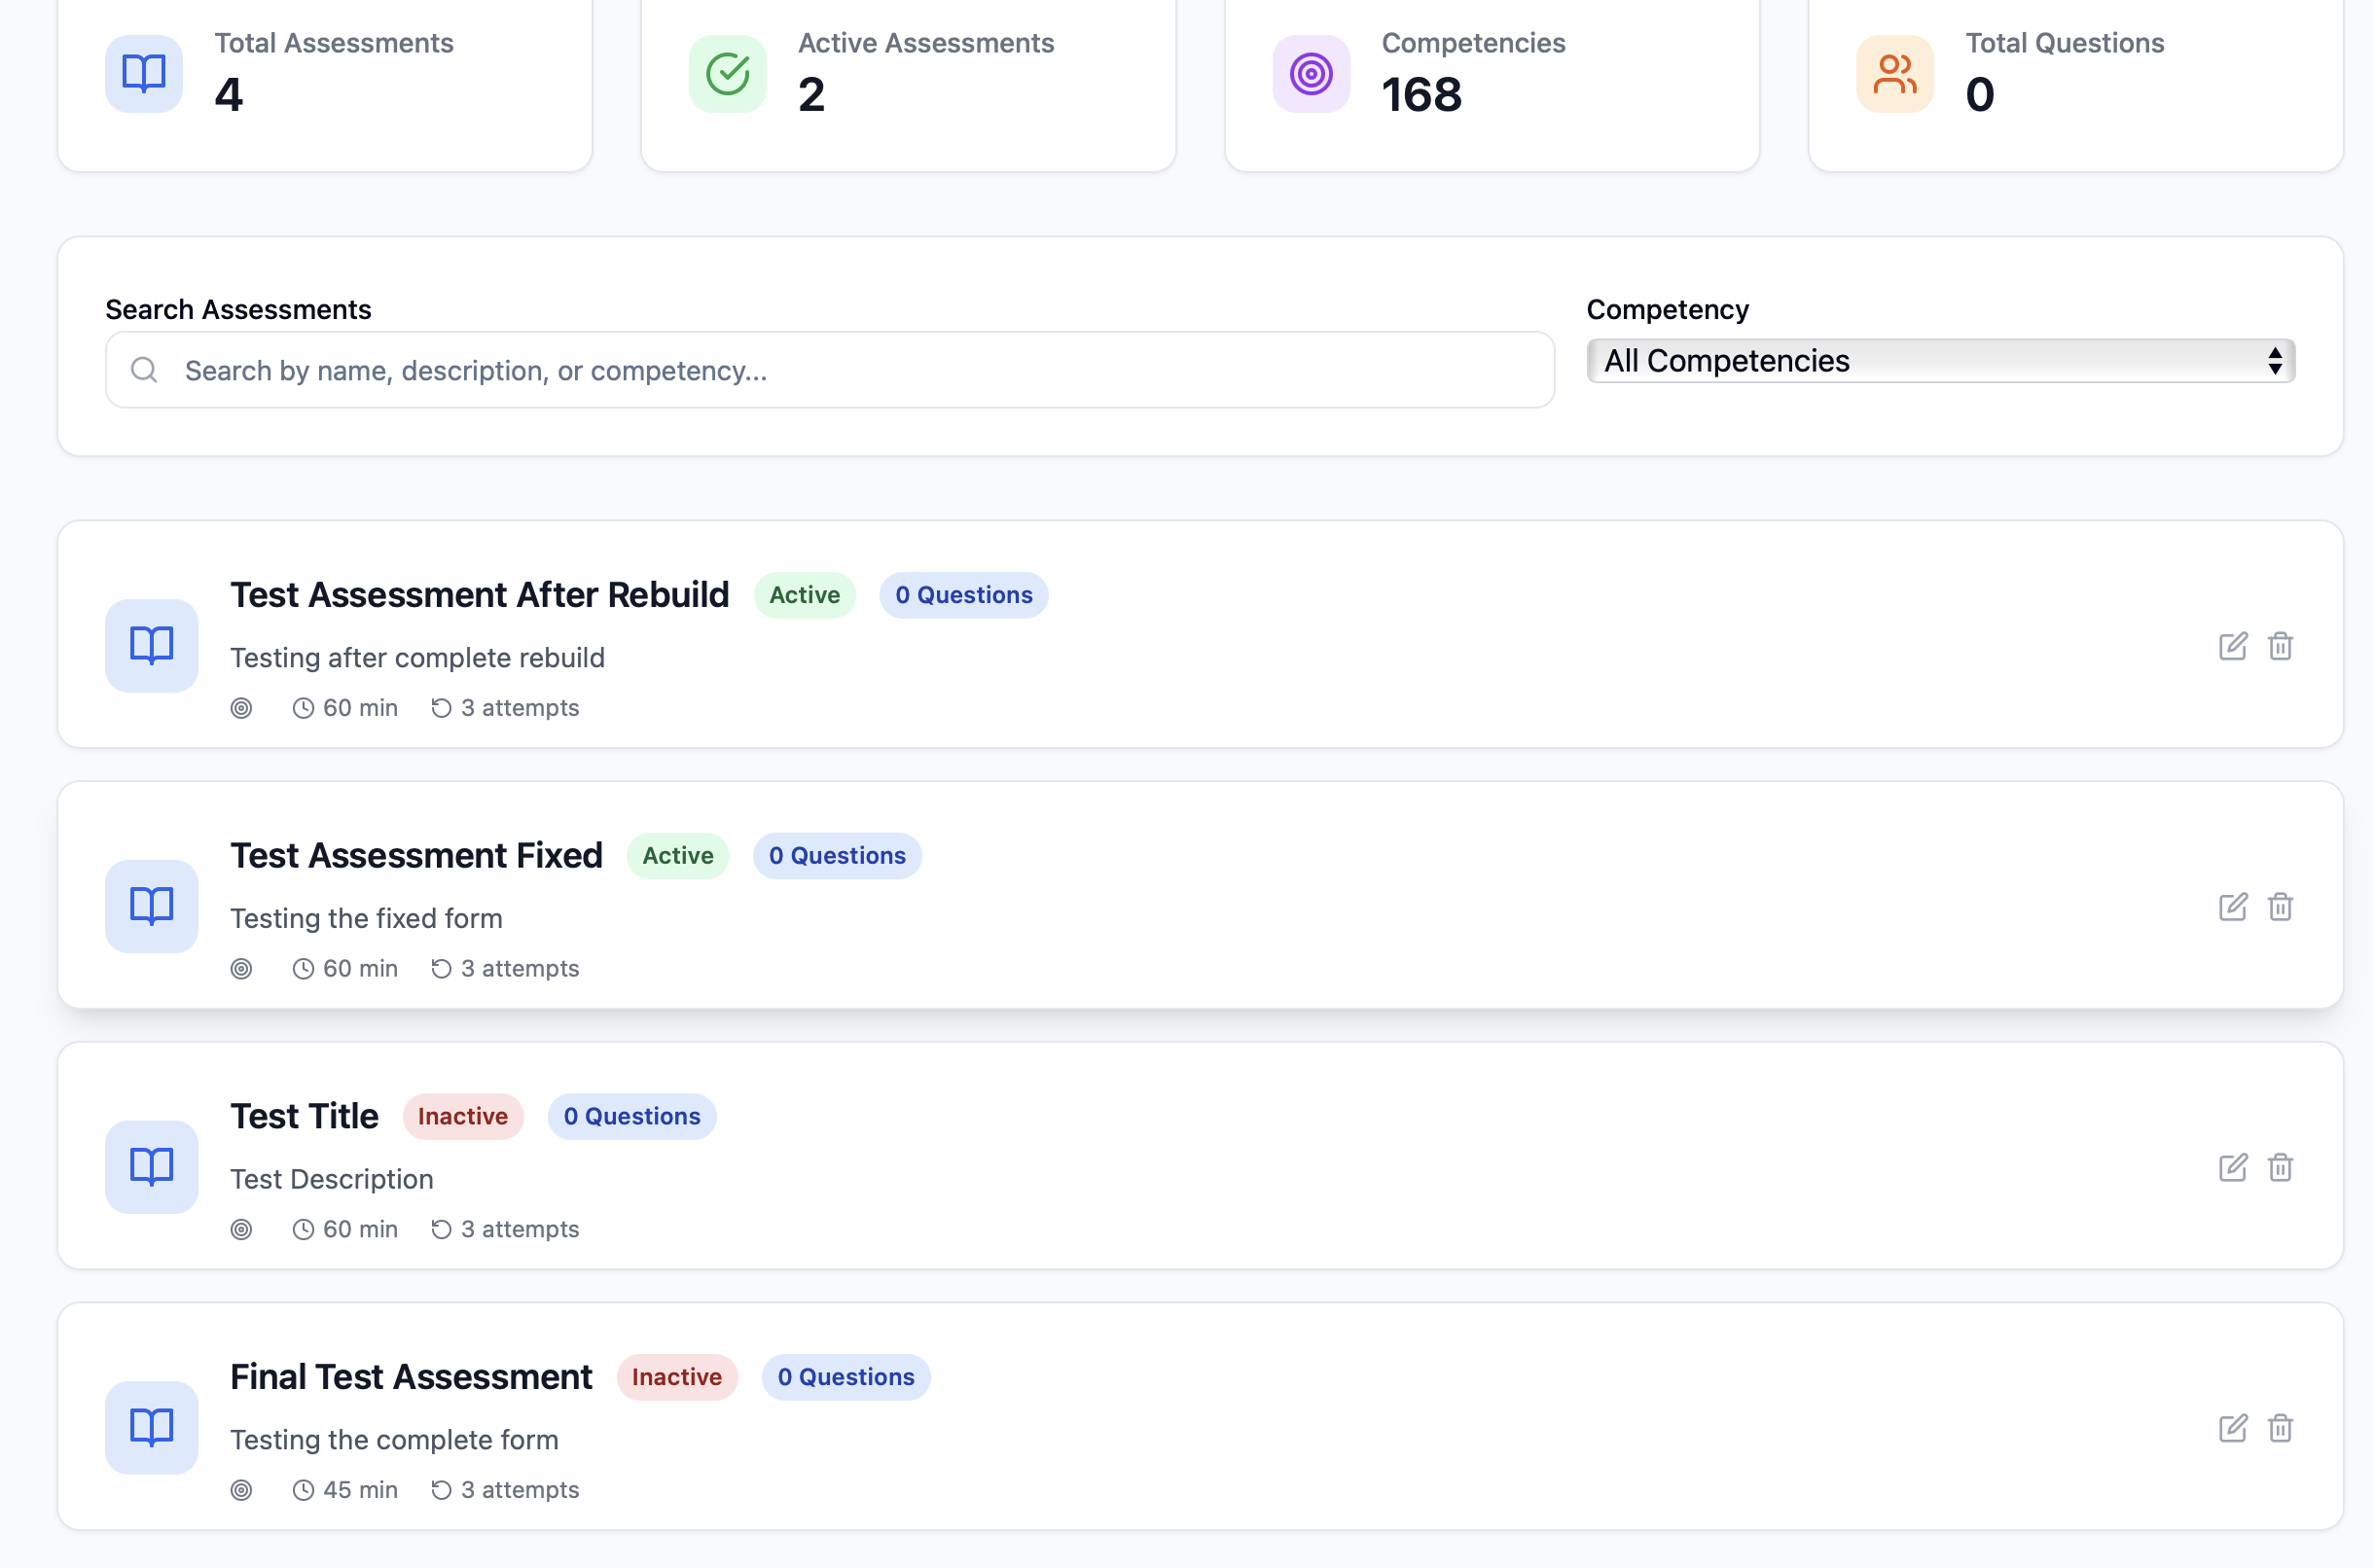 Total Assessments
4
Active Assessments
2
Competencies
168
Total Questions
0
Search Assessments
Search by name, description, or competency...
Competency
All Competencies
Test Assessment After Rebuild Active 0 Questions
Testing after complete rebuild
60 min 3 attempts
Test Assessment Fixed Active 0 Questions
Testing the fixed form
60 min 3 attempts
Test Title Inactive 0 Questions
Test Description
60 min 3 attempts
Final Test Assessment Inactive 0 Questions
Testing the complete form
45 min 3 attempts